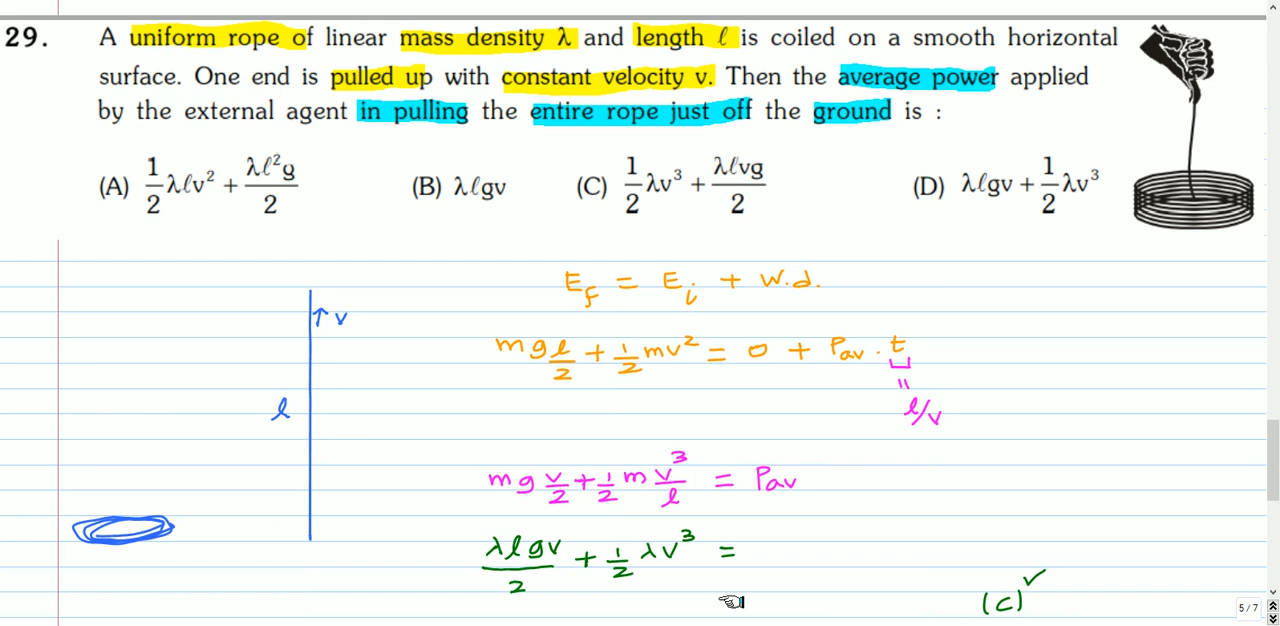 29. A uniform rope of linear mass density λ and length ℓ is coiled on a smooth horizontal
surface. One end is pulled up with constant velocity v. Then the average power applied
by the external agent in pulling the entire rope just off the ground is :
(A) 1/2 λℓv² + λℓ²g/2 (B) λℓgv (C) 1/2 λv³ + λℓvg/2 (D) λℓgv + 1/2 λv³
E_f = E_i + W.d.
↑ v
mg ℓ/2 + 1/2 mv² = 0 + P_av . t
"
ℓ/v
ℓ
mg v/2 + 1/2 m v³/ℓ = P_av
λℓgv/2 + 1/2 λv³ =
(C) ✓
5 / 7